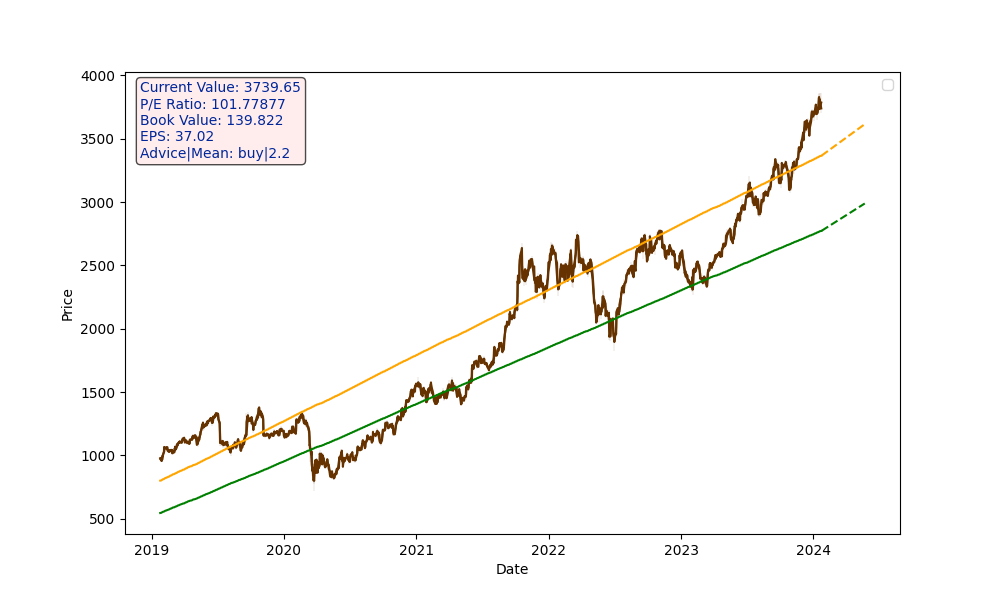 Current Value: 3739.65
P/E Ratio: 101.77877
Book Value: 139.822
EPS: 37.02
Advice|Mean: buy|2.2
4000
3500
3000
2500
2000
1500
1000
500
Price
2019 2020 2021 2022 2023 2024
Date